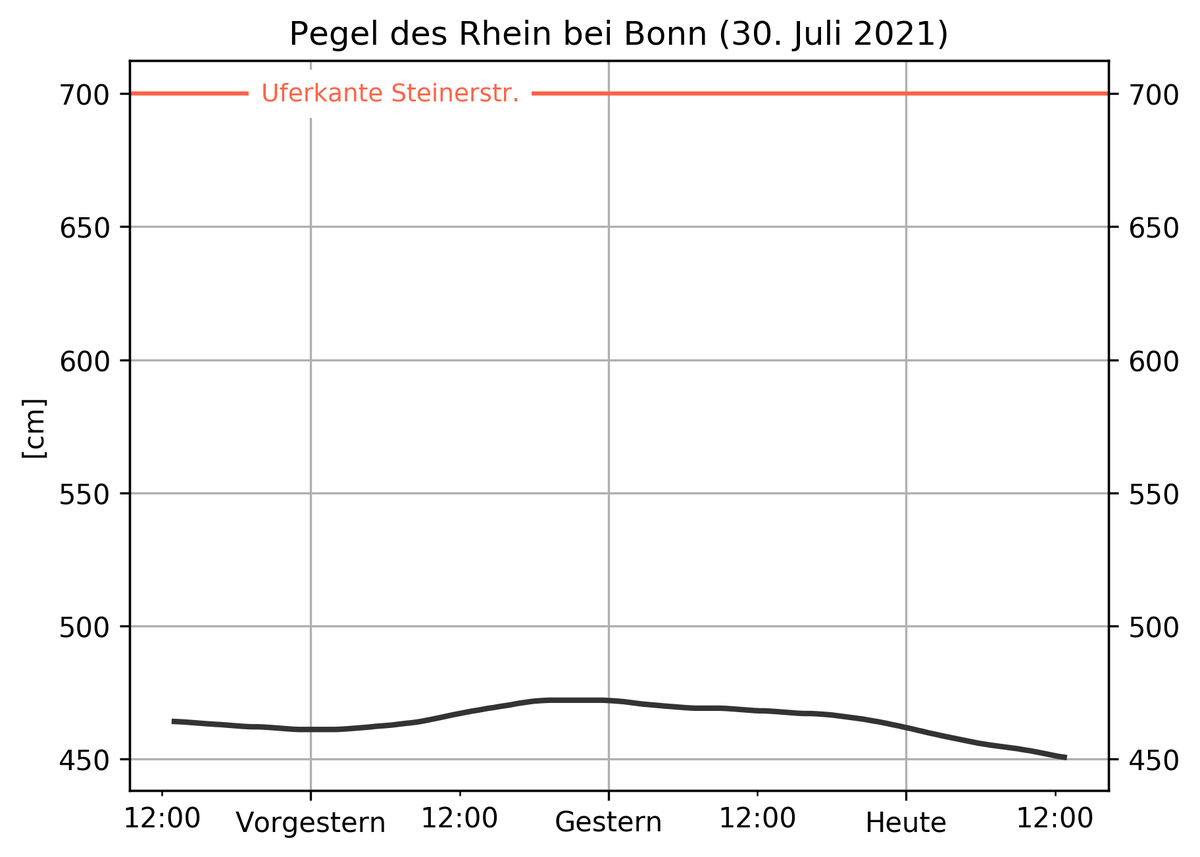 Pegel des Rhein bei Bonn (30. Juli 2021)
700 Uferkante Steinerstr. 700
650 650
600 600
[cm]
550 550
500 500
450 450
12:00 Vorgestern 12:00 Gestern 12:00 Heute 12:00